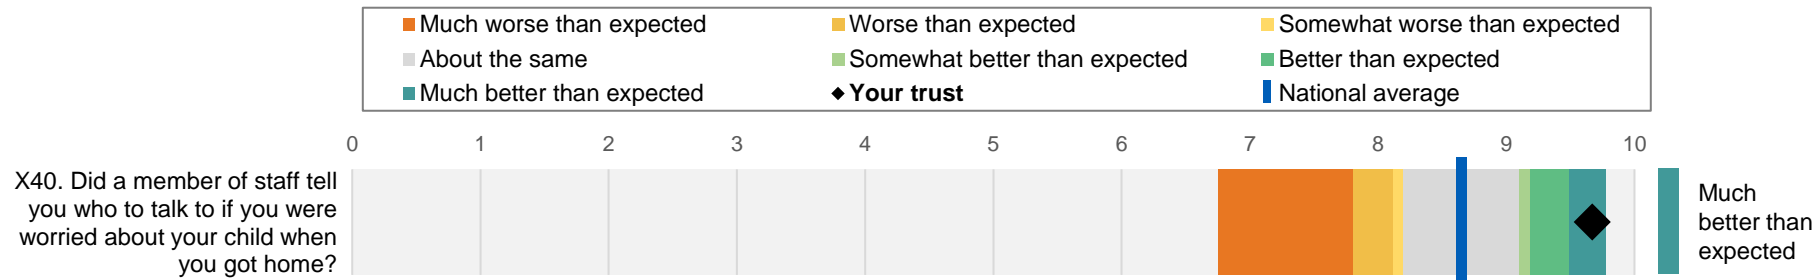 Much worse than expected
Worse than expected
Somewhat worse than expected
About the same
Somewhat better than expected
Better than expected
Much better than expected
Your trust
National average
0 1 2 3 4 5 6 7 8 9 10
X40. Did a member of staff tell
you who to talk to if you were
worried about your child when
you got home?
Much
better than
expected